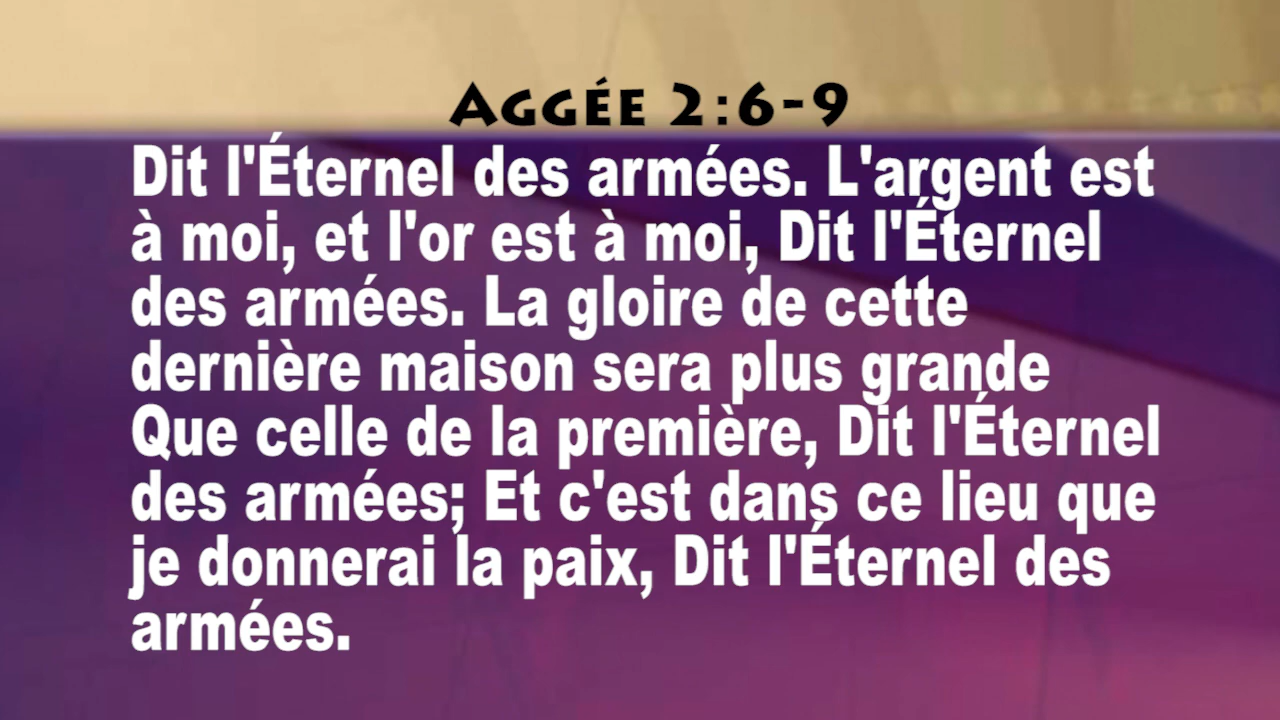 Aggée 2:6-9
Dit l'Éternel des armées. L'argent est
à moi, et l'or est à moi, Dit l'Éternel
des armées. La gloire de cette
dernière maison sera plus grande
Que celle de la première, Dit l'Éternel
des armées; Et c'est dans ce lieu que
je donnerai la paix, Dit l'Éternel des
armées.